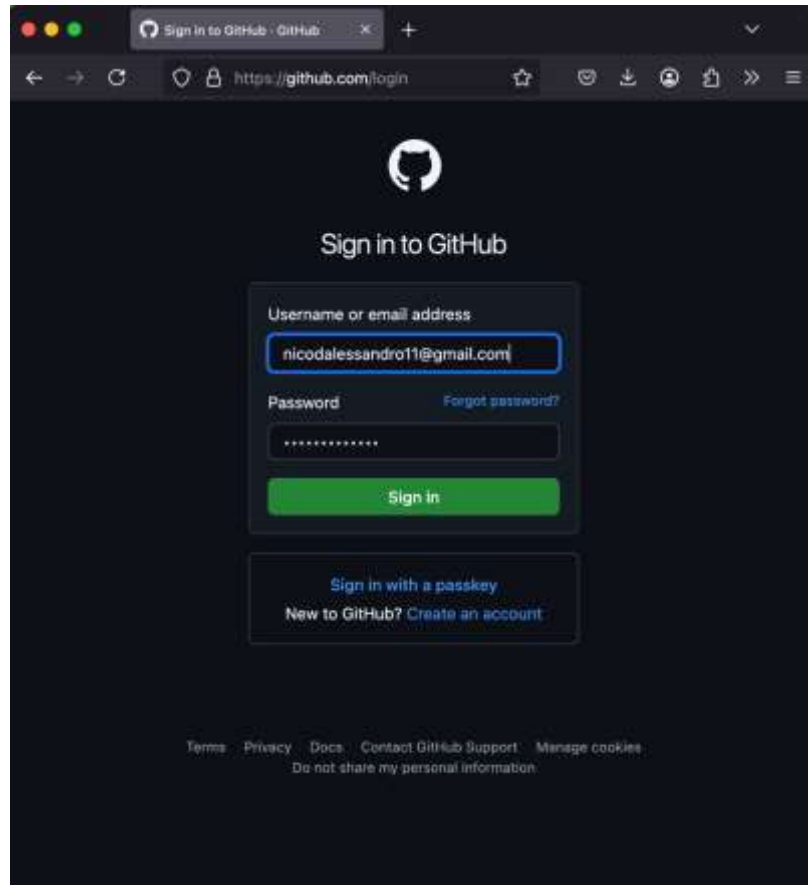 Sign in to GitHub · GitHub
https://github.com/login
Sign in to GitHub
Username or email address
nicodalessandro11@gmail.com
Password Forgot password?
•••••••••••••
Sign in
Sign in with a passkey
New to GitHub? Create an account
Terms Privacy Docs Contact GitHub Support Manage cookies
Do not share my personal information